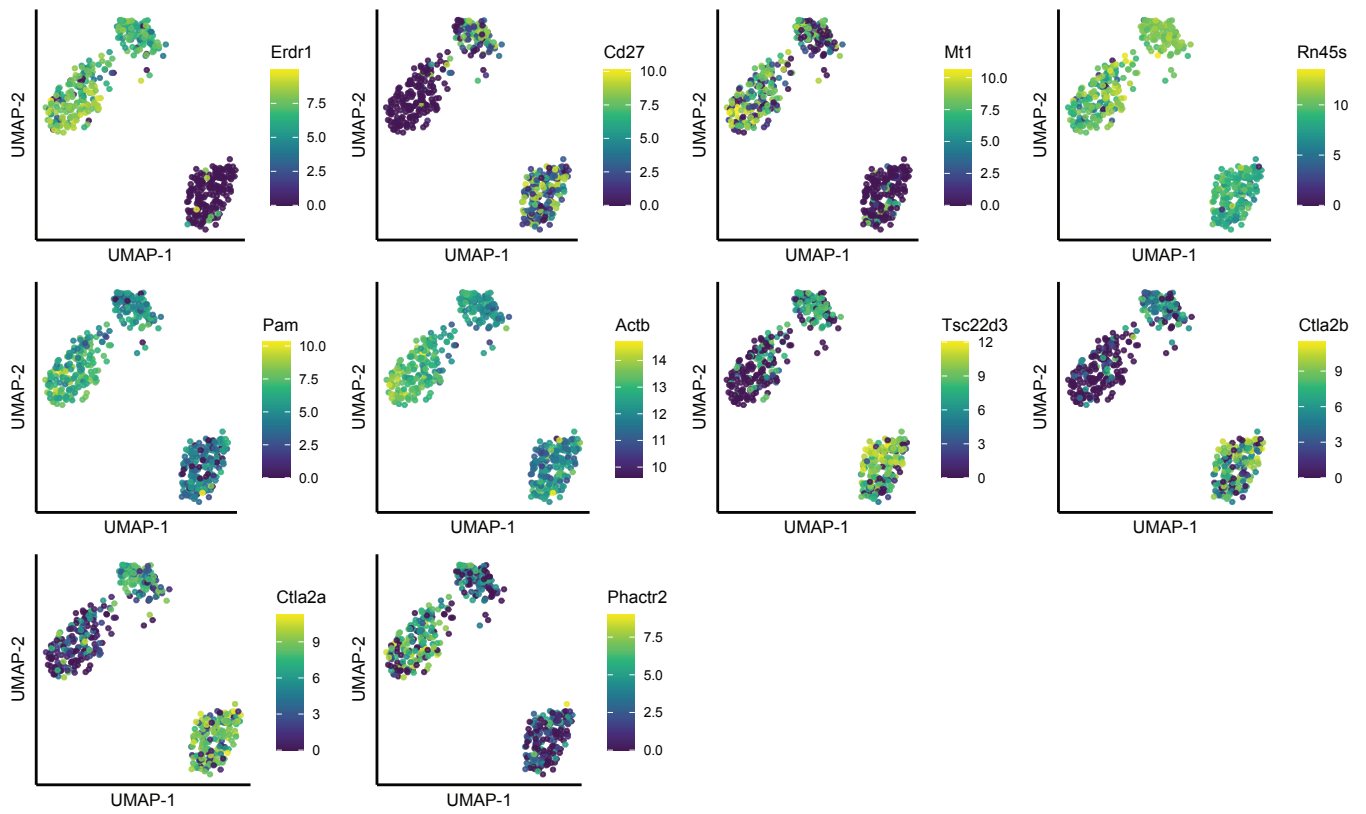 Erdr1
7.5
5.0
2.5
0.0
UMAP-2
UMAP-1
Cd27
10.0
7.5
5.0
2.5
0.0
UMAP-2
UMAP-1
Mt1
10.0
7.5
5.0
2.5
0.0
UMAP-2
UMAP-1
Rn45s
10
5
0
UMAP-2
UMAP-1
Pam
10.0
7.5
5.0
2.5
0.0
UMAP-2
UMAP-1
Actb
14
13
12
11
10
UMAP-2
UMAP-1
Tsc22d3
12
9
6
3
0
UMAP-2
UMAP-1
Ctla2b
9
6
3
0
UMAP-2
UMAP-1
Ctla2a
9
6
3
0
UMAP-2
UMAP-1
Phactr2
7.5
5.0
2.5
0.0
UMAP-2
UMAP-1